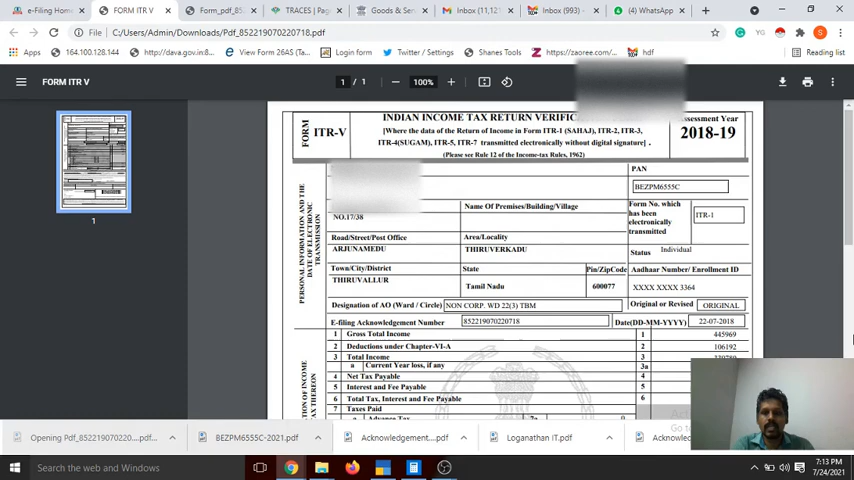 e-Filing Home
FORM ITR V
Form_pdf_85
TRACES | Pag
Goods & Ser
Inbox (11,12
Inbox (993) -
(4) WhatsApp
C:/Users/Admin/Downloads/Pdf_852219070220718.pdf
Apps
164.100.128.144
http://dava.gov.in:8
View Form 26AS (Ta
Login form
Twitter / Settings
Shanes Tools
https://zaoree.com/
hdf
Reading list
FORM ITR V
1 / 1
100%
1
FORM
ITR-V
INDIAN INCOME TAX RETURN VERIFIC
[Where the data of the Return of Income in Form ITR-1 (SAHAJ), ITR-2, ITR-3,
ITR-4(SUGAM), ITR-5, ITR-7 transmitted electronically without digital signature] .
(Please see Rule 12 of the Income-tax Rules, 1962)
Assessment Year
2018-19
PERSONAL INFORMATION AND THE
DATE OF ELECTRONIC
TRANSMISSION
PAN
BEZPM6555C
NO.17/38
Name Of Premises/Building/Village
Form No. which
has been
electronically
transmitted
ITR-1
Road/Street/Post Office
Area/Locality
ARJUNAMEDU
THIRUVERKADU
Status
Individual
Town/City/District
State
Pin/ZipCode
Aadhaar Number/ Enrollment ID
THIRUVALLUR
Tamil Nadu
600077
XXXX XXXX 3364
Designation of AO (Ward / Circle)
NON CORP. WD 22(3) TBM
Original or Revised
ORIGINAL
E-filing Acknowledgement Number
852219070220718
Date(DD-MM-YYYY)
22-07-2018
1 Gross Total Income 1 445969
2 Deductions under Chapter-VI-A 2 106192
3 Total Income 3
a Current Year loss, if any 3a
4 Net Tax Payable 4
5 Interest and Fee Payable 5
6 Total Tax, Interest and Fee Payable 6
7 Taxes Paid
a Advance Tax 7a 0
Opening Pdf_85221907022​0....pdf
BEZPM6555C-2021.pdf
Acknowledgement....pdf
Loganathan IT.pdf
Search the web and Windows
7:13 PM
7/24/2021